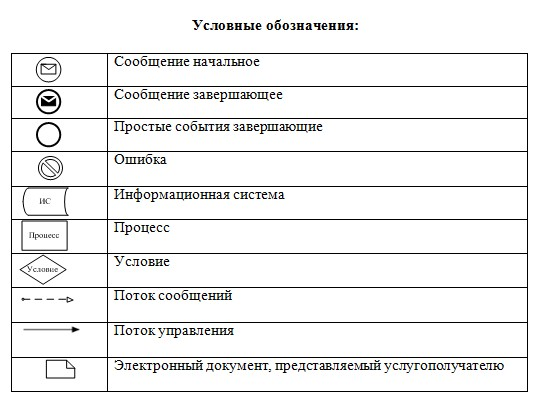 Условные обозначения:
Сообщение начальное
Сообщение завершающее
Простые события завершающие
Ошибка
ИС
Информационная система
Процесс
Процесс
Условие
Условие
Поток сообщений
Поток управления
Электронный документ, представляемый услугополучателю